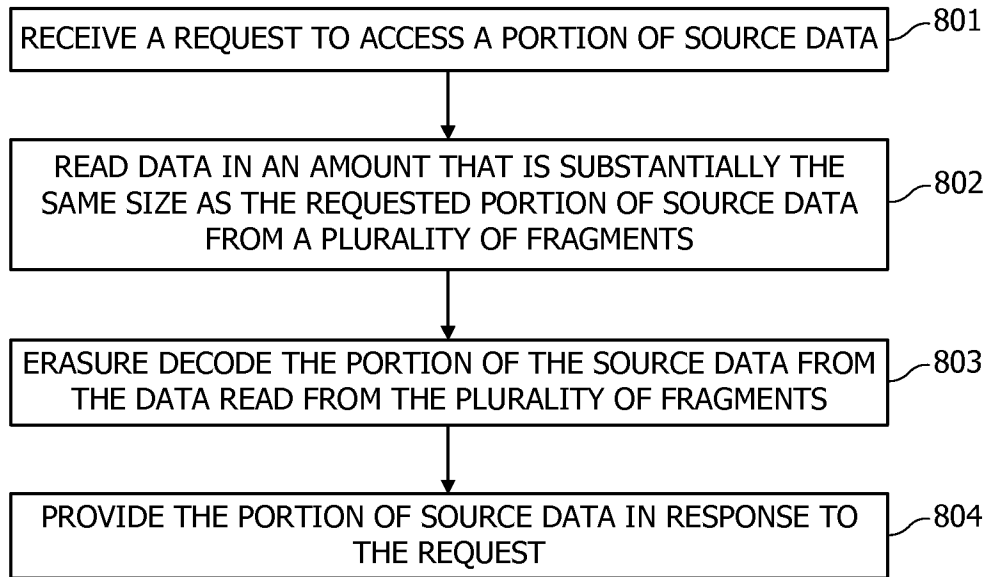 RECEIVE A REQUEST TO ACCESS A PORTION OF SOURCE DATA
801
READ DATA IN AN AMOUNT THAT IS SUBSTANTIALLY THE
SAME SIZE AS THE REQUESTED PORTION OF SOURCE DATA
FROM A PLURALITY OF FRAGMENTS
802
ERASURE DECODE THE PORTION OF THE SOURCE DATA FROM
THE DATA READ FROM THE PLURALITY OF FRAGMENTS
803
PROVIDE THE PORTION OF SOURCE DATA IN RESPONSE TO
THE REQUEST
804